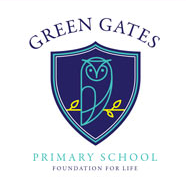 GREEN GATES
PRIMARY SCHOOL
FOUNDATION FOR LIFE